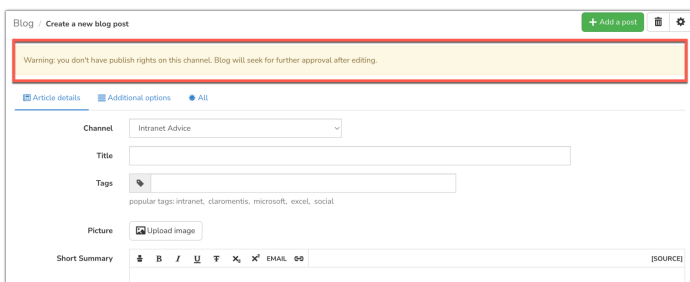 Blog / Create a new blog post
+ Add a post
Warning: you don't have publish rights on this channel. Blog will seek for further approval after editing.
Article details Additional options All
Channel Intranet Advice
Title
Tags
popular tags: intranet, claromentis, microsoft, excel, social
Picture Upload image
Short Summary B I U T X₂ X² EMAIL [SOURCE]